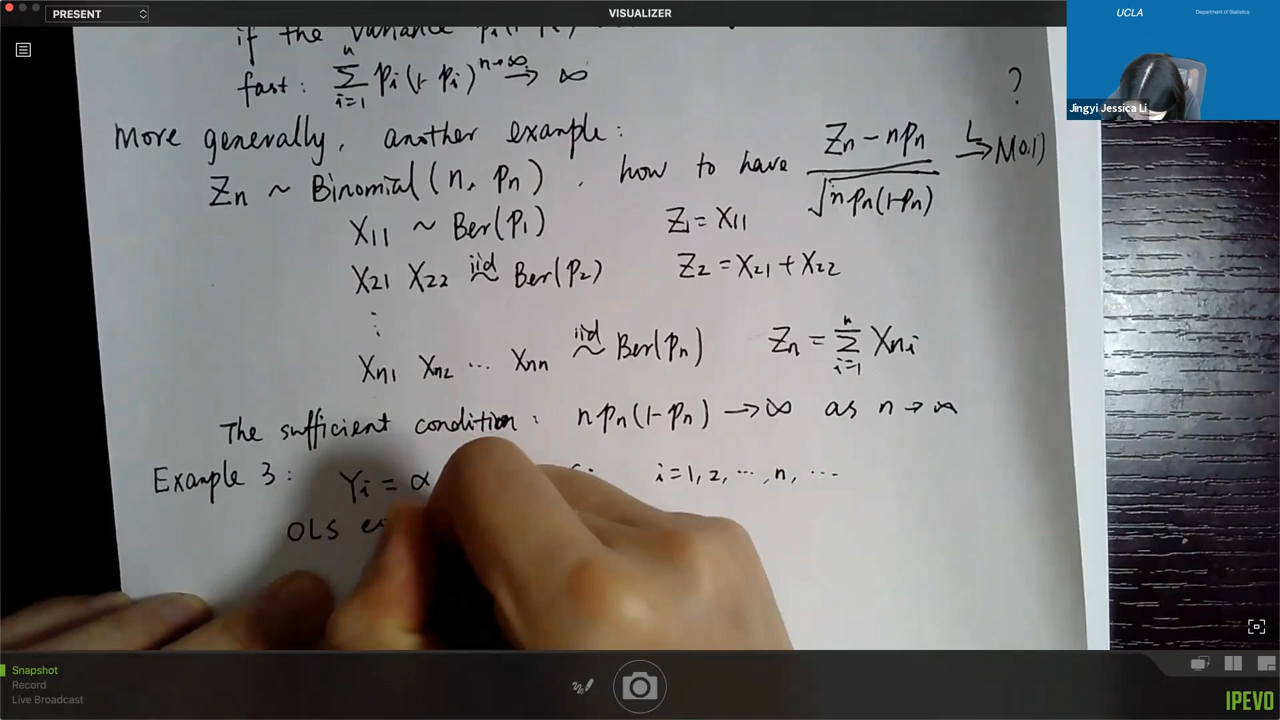 PRESENT
VISUALIZER
UCLA
Department of Statistics
Jingyi Jessica Li
if the variance
fast: ∑_{i=1}^{n} p_i(1-p_i) →^{n→∞} ∞
?
More generally, another example:
Z_n ~ Binomial(n, p_n), how to have (Z_n - np_n)/√(np_n(1-p_n)) →^L N(0,1)
X_11 ~ Ber(p_1) Z_1 = X_11
X_21 X_22 iid ~ Ber(p_2) Z_2 = X_21 + X_22
⋮
X_n1 X_n2 ... X_nn iid ~ Ber(p_n) Z_n = ∑_{i=1}^{n} X_ni
The sufficient condition: np_n(1-p_n) → ∞ as n → ∞
Example 3: Y_i = α i=1, 2, ..., n, ...
OLS
Snapshot
Record
Live Broadcast
IPEVO